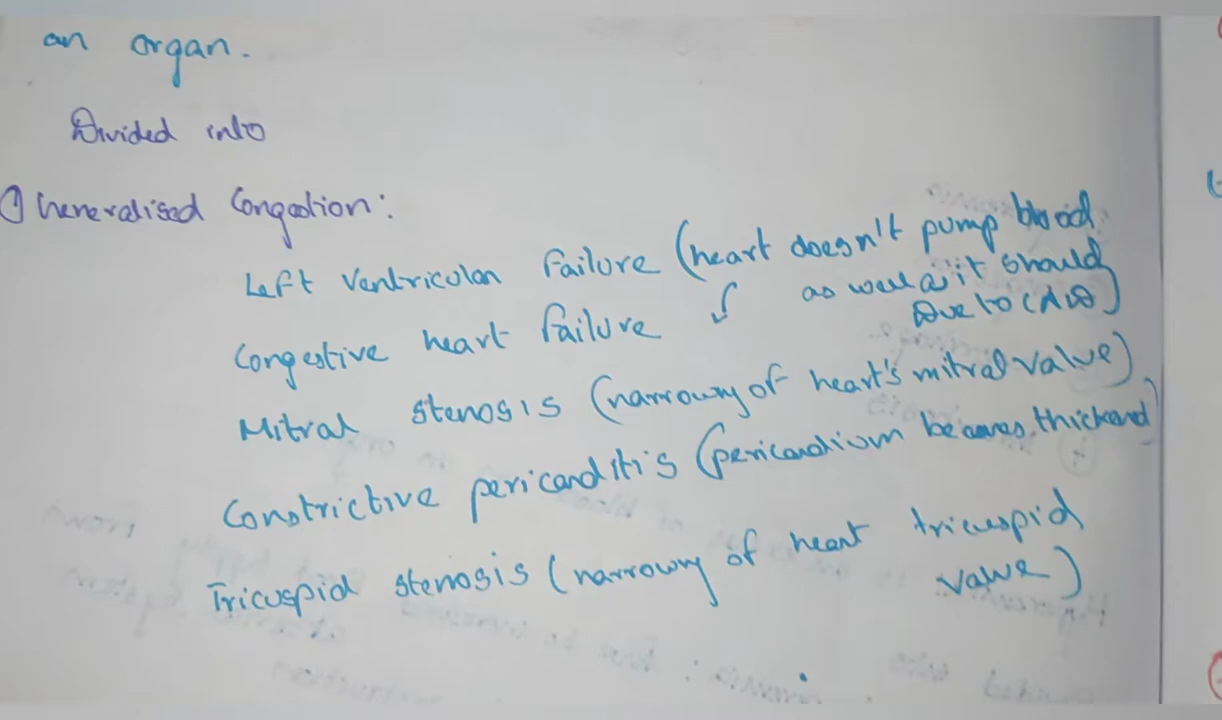 an organ.
Divided into
① Generalised Congestion:
Left Ventricular Failure (heart doesn't pump blood
as well as it should
Due to CAD)
Congestive heart Failure
Mitral stenosis (narrowing of heart's mitral valve)
Constrictive pericarditis (pericardium becomes thickened)
Tricuspid stenosis (narrowing of heart tricuspid
valve)